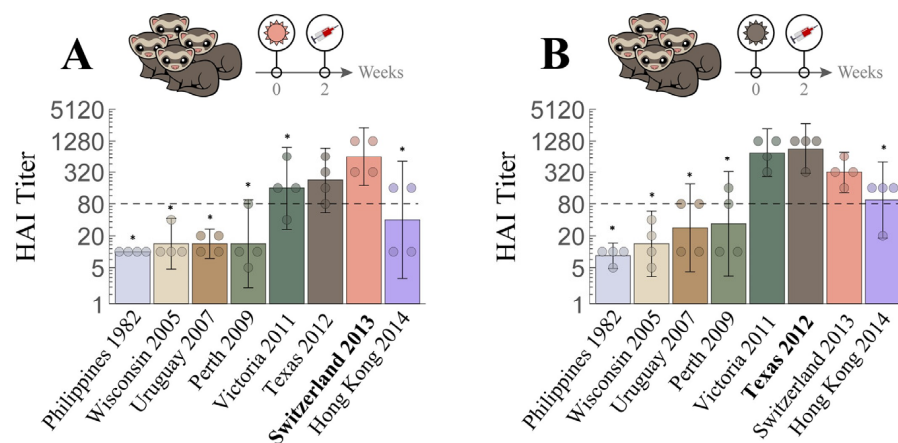 A
Weeks
0 2
HAI Titer
5120
1280
320
80
20
5
1
* * * * * *
Philippines 1982
Wisconsin 2005
Uruguay 2007
Perth 2009
Victoria 2011
Texas 2012
Switzerland 2013
Hong Kong 2014
B
Weeks
0 2
HAI Titer
5120
1280
320
80
20
5
1
* * * * *
Philippines 1982
Wisconsin 2005
Uruguay 2007
Perth 2009
Victoria 2011
Texas 2012
Switzerland 2013
Hong Kong 2014